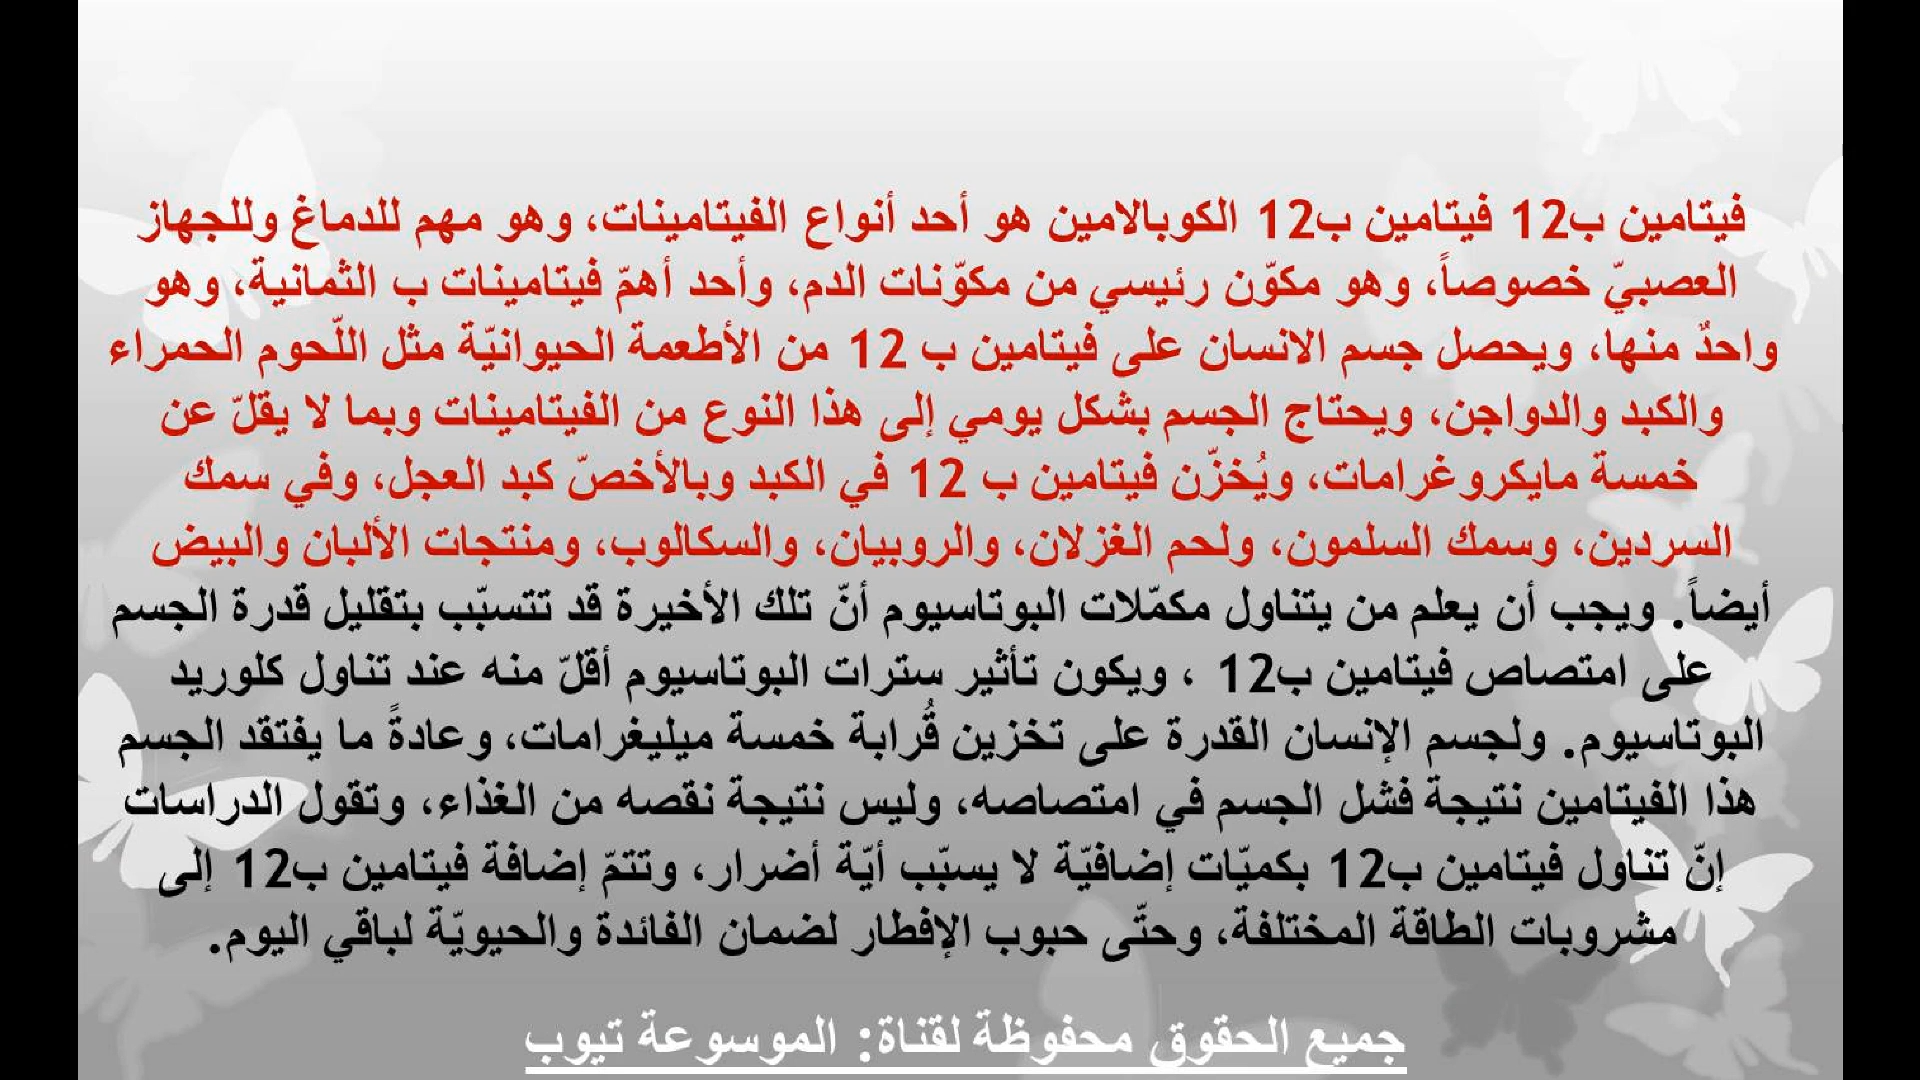 فيتامين ب12 فيتامين ب12 الكوبالامين هو أحد أنواع الفيتامينات، وهو مهم للدماغ وللجهاز
العصبيّ خصوصاً، وهو مكوّن رئيسي من مكوّنات الدم، وأحد أهمّ فيتامينات ب الثمانية، وهو
واحدٌ منها، ويحصل جسم الانسان على فيتامين ب 12 من الأطعمة الحيوانيّة مثل اللّحوم الحمراء
والكبد والدواجن، ويحتاج الجسم بشكل يومي إلى هذا النوع من الفيتامينات وبما لا يقلّ عن
خمسة مايكروغرامات، ويُخزّن فيتامين ب 12 في الكبد وبالأخصّ كبد العجل، وفي سمك
السردين، وسمك السلمون، ولحم الغزلان، والروبيان، والسكالوب، ومنتجات الألبان والبيض
أيضاً. ويجب أن يعلم من يتناول مكمّلات البوتاسيوم أنّ تلك الأخيرة قد تتسبّب بتقليل قدرة الجسم
على امتصاص فيتامين ب12 ، ويكون تأثير سترات البوتاسيوم أقلّ منه عند تناول كلوريد
البوتاسيوم. ولجسم الإنسان القدرة على تخزين قُرابة خمسة ميليغرامات، وعادةً ما يفتقد الجسم
هذا الفيتامين نتيجة فشل الجسم في امتصاصه، وليس نتيجة نقصه من الغذاء، وتقول الدراسات
إنّ تناول فيتامين ب12 بكميّات إضافيّة لا يسبّب أيّة أضرار، وتتمّ إضافة فيتامين ب12 إلى
مشروبات الطاقة المختلفة، وحتّى حبوب الإفطار لضمان الفائدة والحيويّة لباقي اليوم.
جميع الحقوق محفوظة لقناة: الموسوعة تيوب